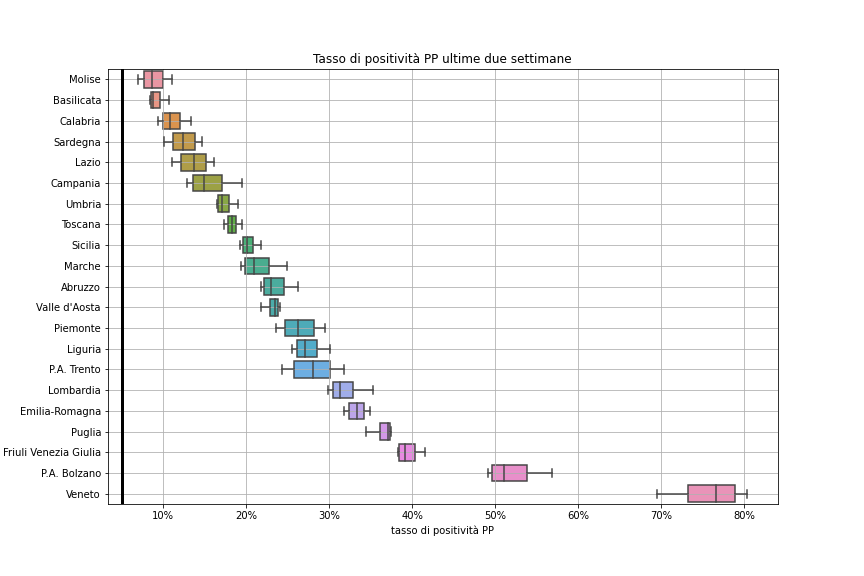 Tasso di positività PP ultime due settimane
Molise
Basilicata
Calabria
Sardegna
Lazio
Campania
Umbria
Toscana
Sicilia
Marche
Abruzzo
Valle d'Aosta
Piemonte
Liguria
P.A. Trento
Lombardia
Emilia-Romagna
Puglia
Friuli Venezia Giulia
P.A. Bolzano
Veneto
10% 20% 30% 40% 50% 60% 70% 80%
tasso di positività PP